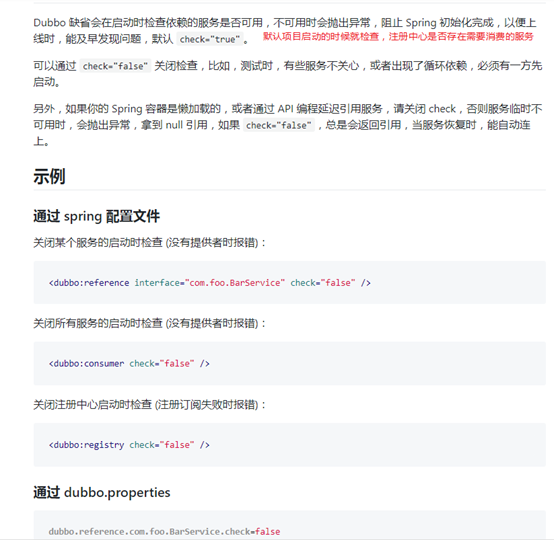 Dubbo 缺省会在启动时检查依赖的服务是否可用，不可用时会抛出异常，阻止 Spring 初始化完成，以便上
线时，能及早发现问题，默认 check="true" 。 默认项目启动的时候就检查，注册中心是否存在需要消费的服务
可以通过 check="false" 关闭检查，比如，测试时，有些服务不关心，或者出现了循环依赖，必须有一方先
启动。
另外，如果你的 Spring 容器是懒加载的，或者通过 API 编程延迟引用服务，请关闭 check，否则服务临时不
可用时，会抛出异常，拿到 null 引用，如果 check="false" ，总是会返回引用，当服务恢复时，能自动连
上。
示例
通过 spring 配置文件
关闭某个服务的启动时检查 (没有提供者时报错)：
<dubbo:reference interface="com.foo.BarService" check="false" />
关闭所有服务的启动时检查 (没有提供者时报错)：
<dubbo:consumer check="false" />
关闭注册中心启动时检查 (注册订阅失败时报错)：
<dubbo:registry check="false" />
通过 dubbo.properties
dubbo.reference.com.foo.BarService.check=false